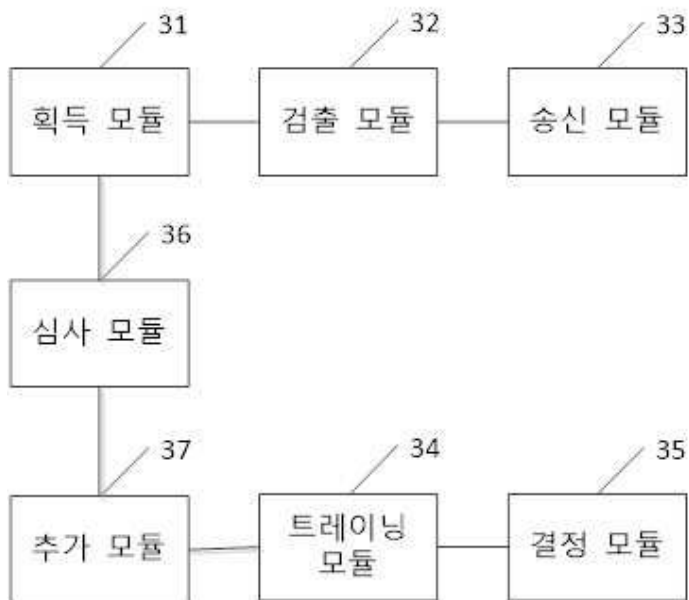 31
32
33
획득 모듈
검출 모듈
송신 모듈
36
심사 모듈
37
34
35
추가 모듈
트레이닝
모듈
결정 모듈